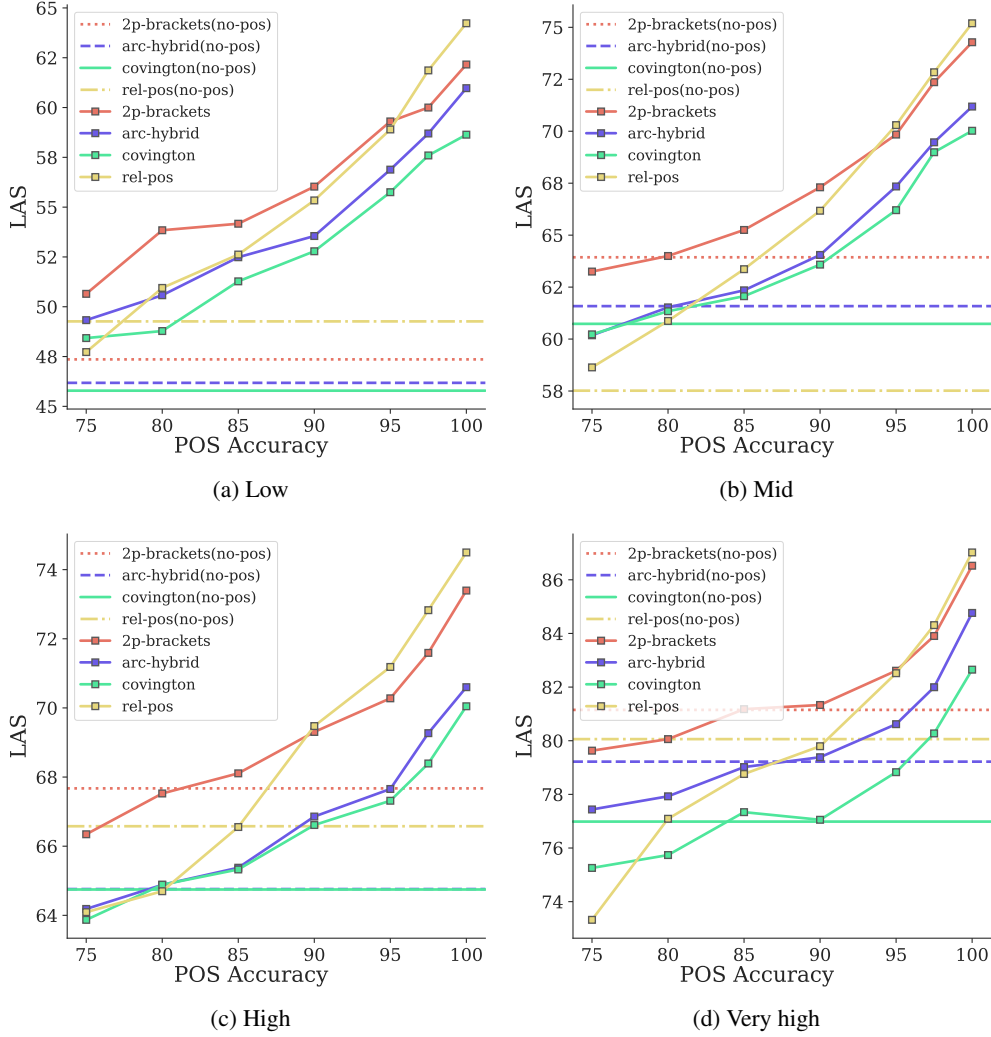 65
62
60
58
55
52
50
48
45
LAS
2p-brackets(no-pos)
arc-hybrid(no-pos)
covington(no-pos)
rel-pos(no-pos)
2p-brackets
arc-hybrid
covington
rel-pos
75 80 85 90 95 100
POS Accuracy
(a) Low
75
72
70
68
65
62
60
58
LAS
2p-brackets(no-pos)
arc-hybrid(no-pos)
covington(no-pos)
rel-pos(no-pos)
2p-brackets
arc-hybrid
covington
rel-pos
75 80 85 90 95 100
POS Accuracy
(b) Mid
74
72
70
68
66
64
LAS
2p-brackets(no-pos)
arc-hybrid(no-pos)
covington(no-pos)
rel-pos(no-pos)
2p-brackets
arc-hybrid
covington
rel-pos
75 80 85 90 95 100
POS Accuracy
(c) High
86
84
82
80
78
76
74
LAS
2p-brackets(no-pos)
arc-hybrid(no-pos)
covington(no-pos)
rel-pos(no-pos)
2p-brackets
arc-hybrid
covington
rel-pos
75 80 85 90 95 100
POS Accuracy
(d) Very high